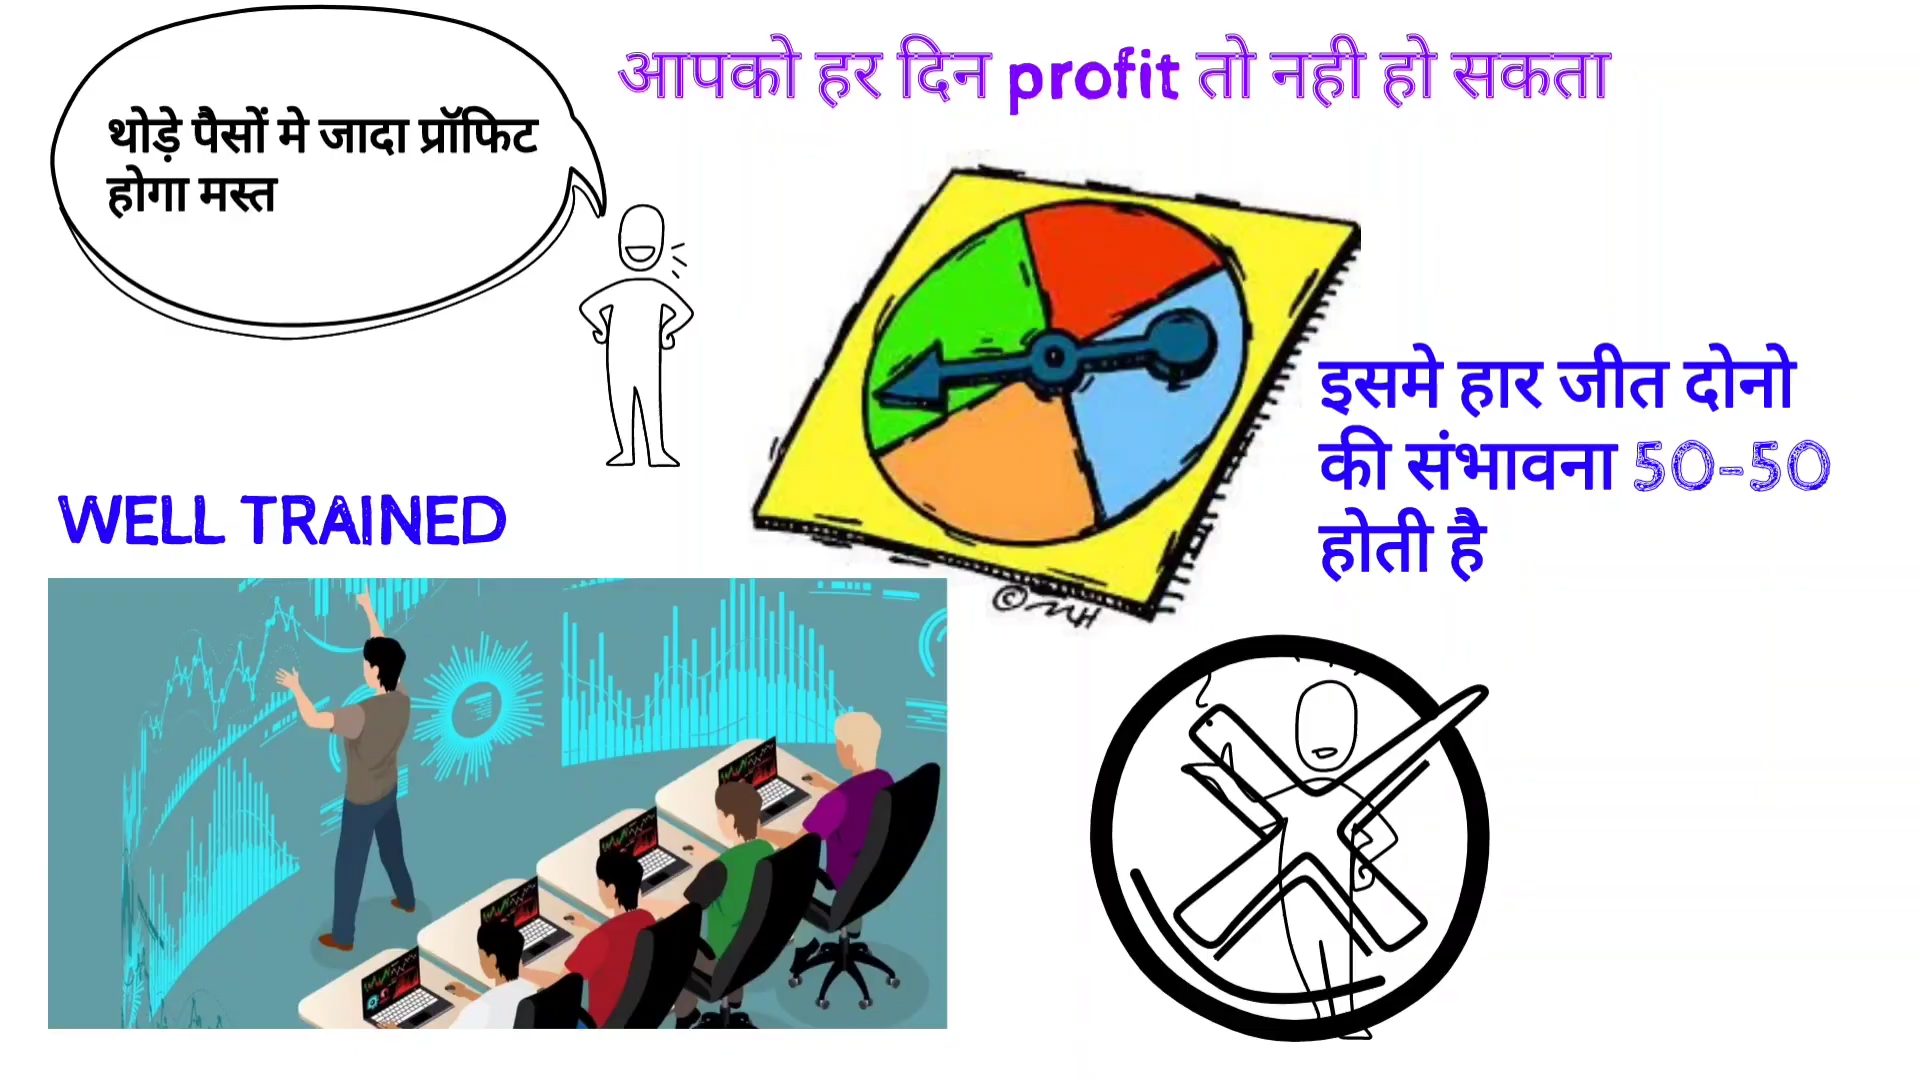 आपको हर दिन profit तो नही हो सकता
थोड़े पैसों मे जादा प्रॉफिट
होगा मस्त
इसमे हार जीत दोनो
की संभावना 50-50
होती है
WELL TRAINED